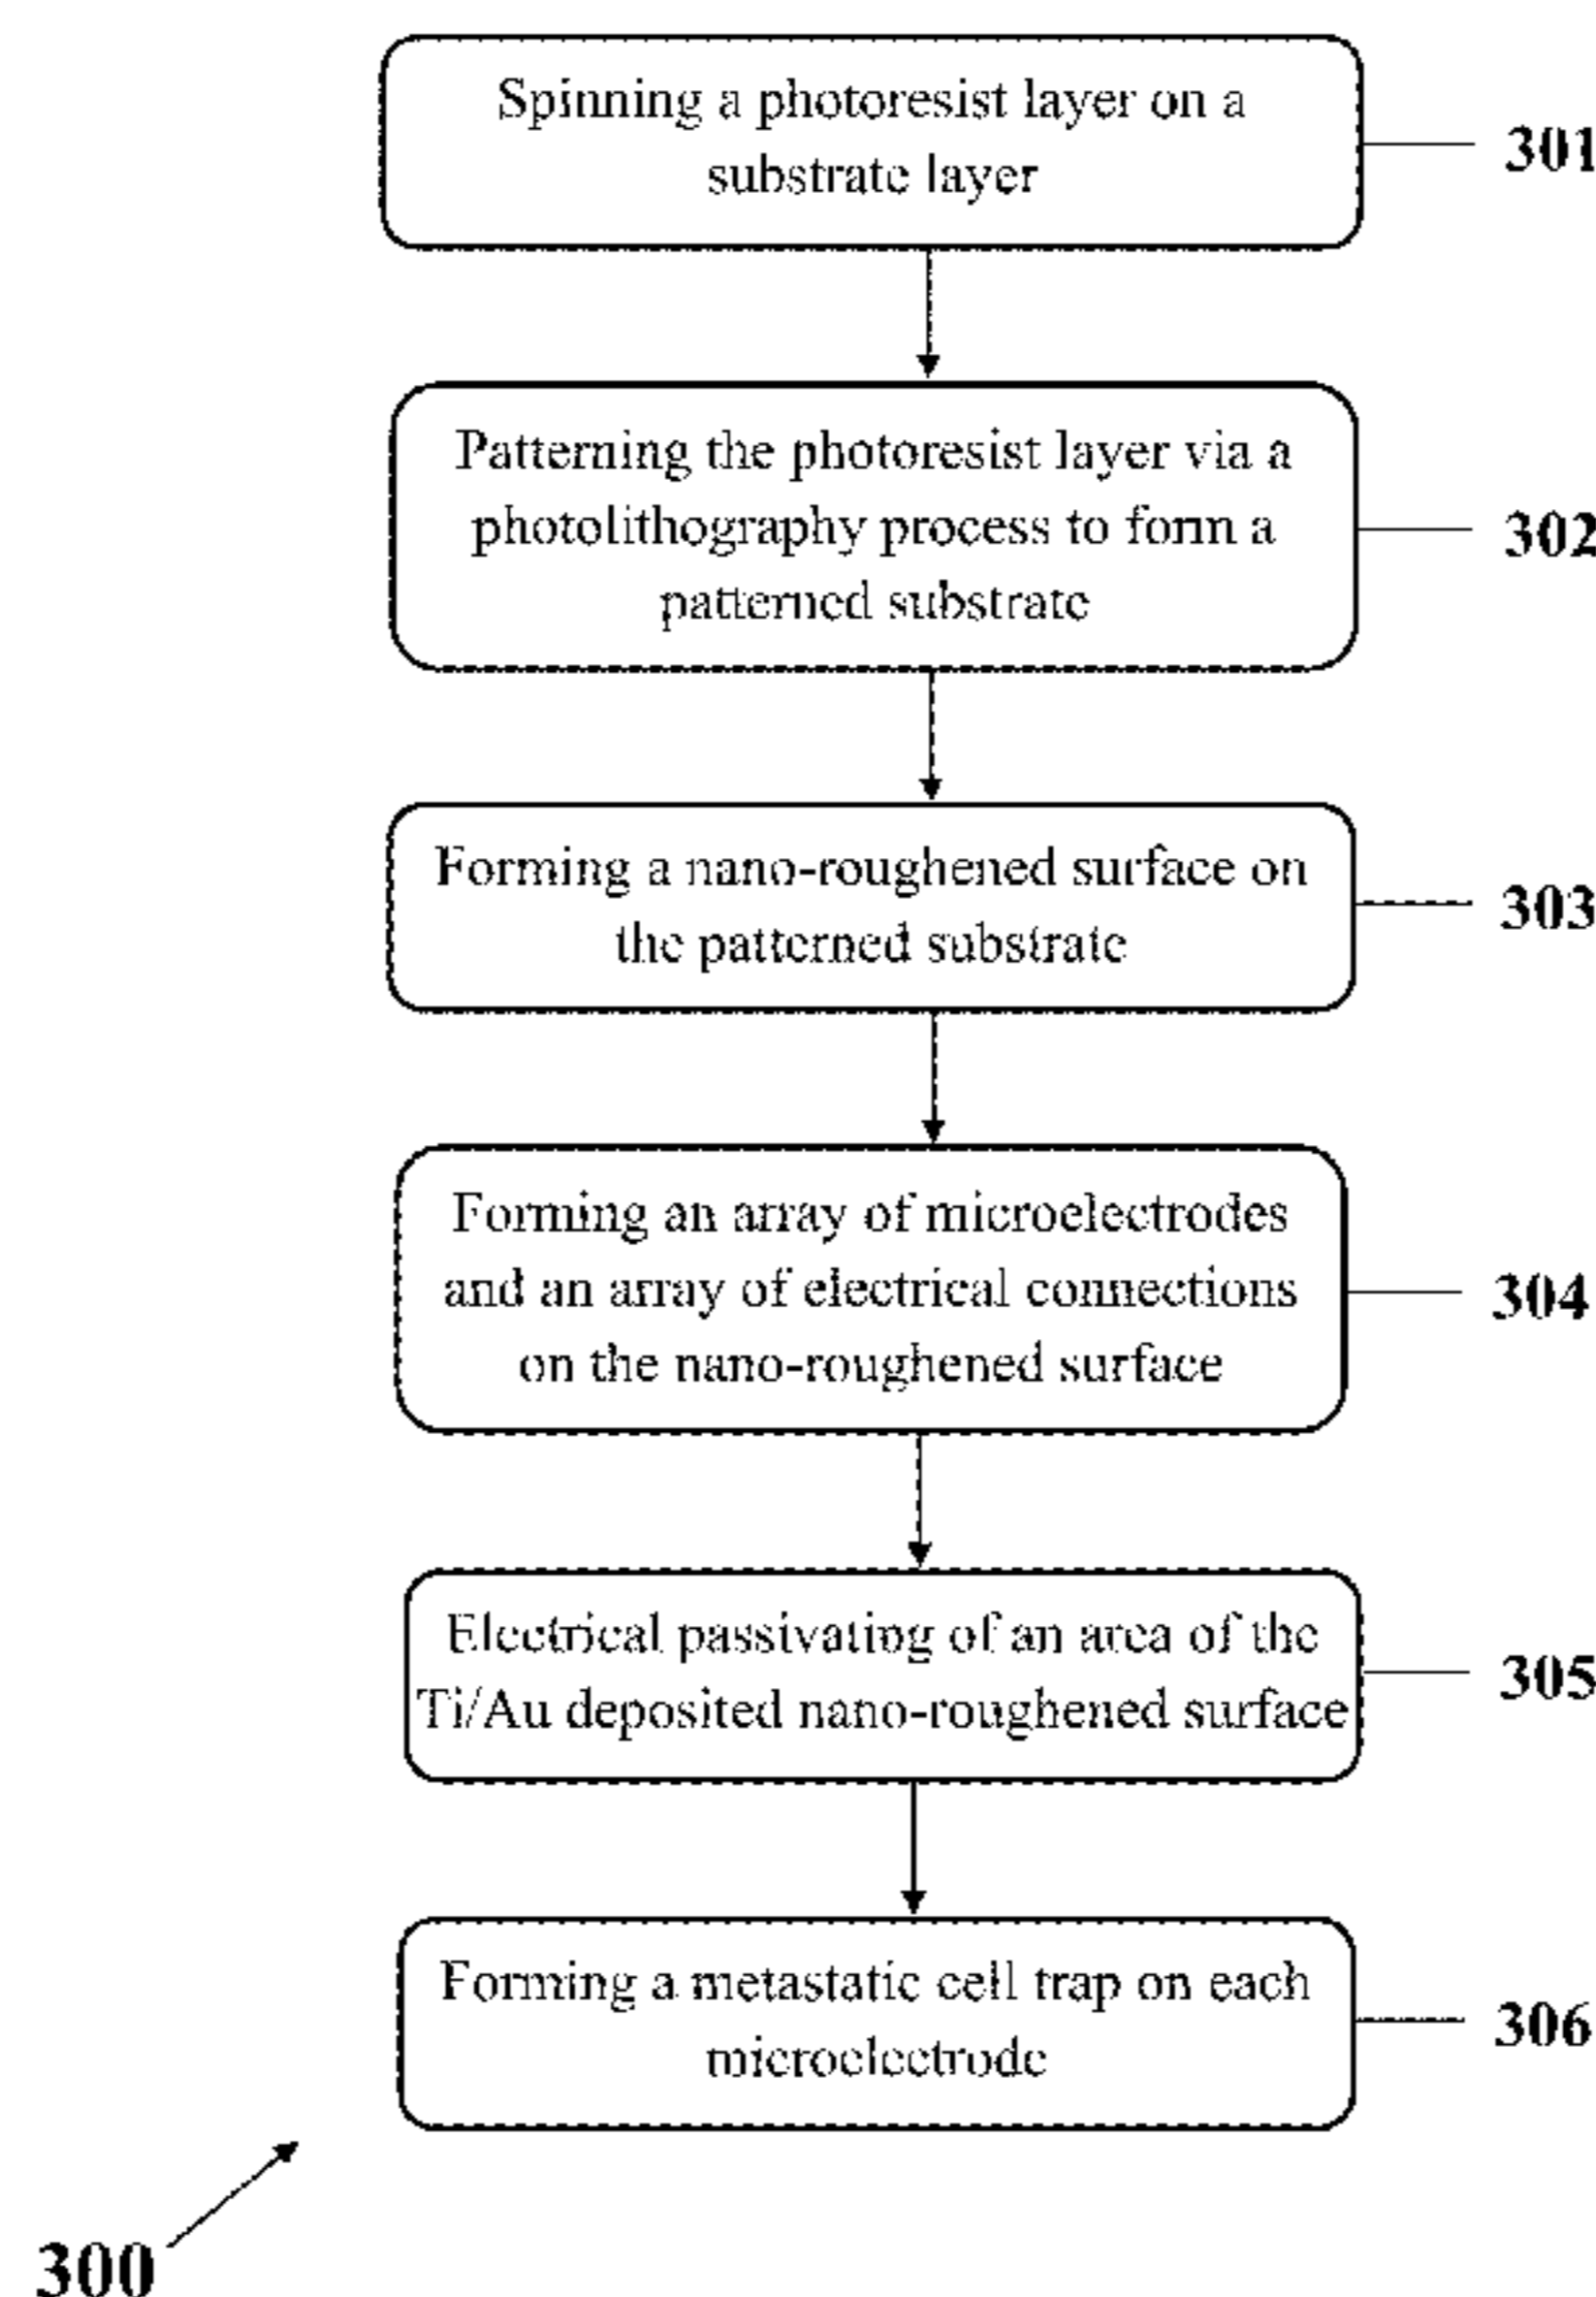 Spinning a photoresist layer on a
substrate layer
301
Patterning the photoresist layer via a
photolithography process to form a
patterned substrate
302
Forming a nano-roughened surface on
the patterned substrate
303
Forming an array of microelectrodes
and an array of electrical connections
on the nano-roughened surface
304
Electrical passivating of an area of the
Ti/Au deposited nano-roughened surface
305
Forming a metastatic cell trap on each
microelectrode
306
300